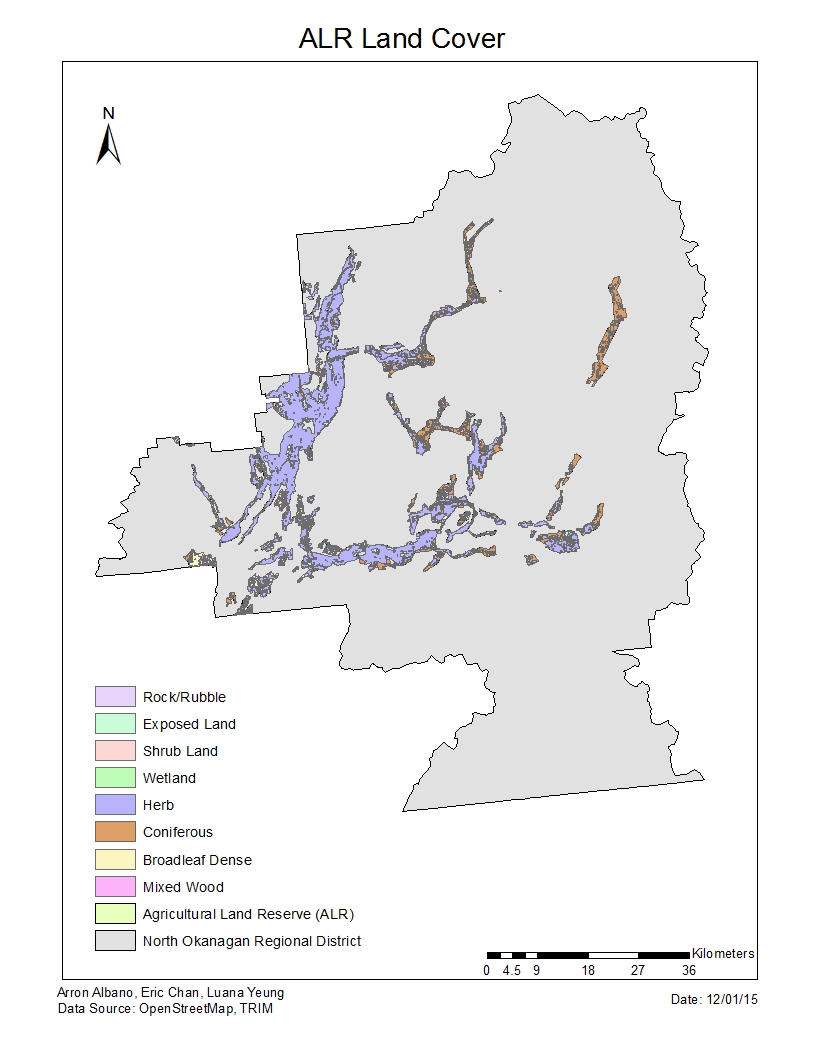 ALR Land Cover
N
Rock/Rubble
Exposed Land
Shrub Land
Wetland
Herb
Coniferous
Broadleaf Dense
Mixed Wood
Agricultural Land Reserve (ALR)
North Okanagan Regional District
Kilometers
0 4.5 9 18 27 36
Arron Albano, Eric Chan, Luana Yeung
Data Source: OpenStreetMap, TRIM
Date: 12/01/15